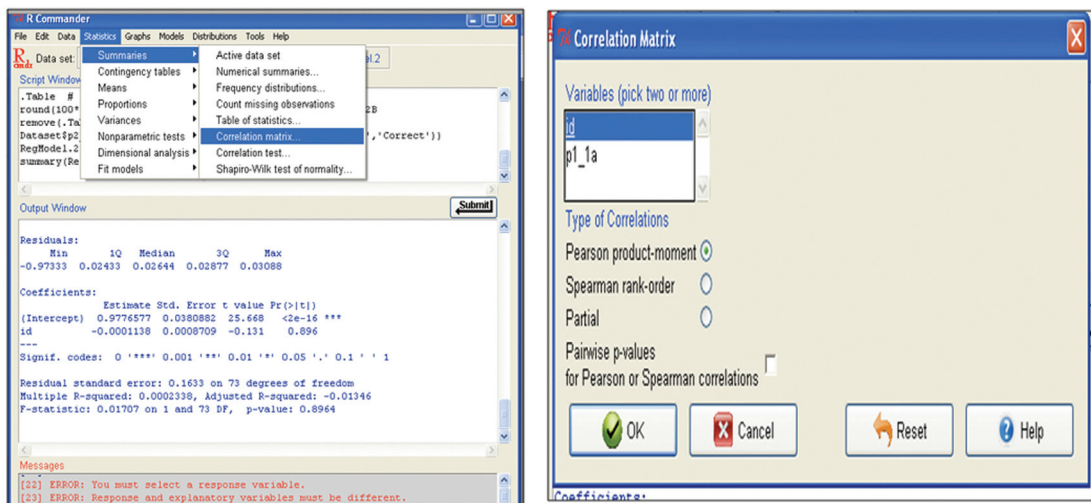 R Commander
File Edit Data Statistics Graphs Models Distributions Tools Help
R cmdr Data set: el.2
Summaries
Contingency tables
Means
Proportions
Variances
Nonparametric tests
Dimensional analysis
Fit models
Active data set
Numerical summaries...
Frequency distributions...
Count missing observations
Table of statistics...
Correlation matrix...
Correlation test...
Shapiro-Wilk test of normality...
Script Window
.Table #
round(100* 2B
remove(.Ta
Dataset$p2 ,'Correct'))
RegModel.2
summary(Re
Output Window
Submit
Residuals:
Min 1Q Median 3Q Max
-0.97333 0.02433 0.02644 0.02877 0.03088
Coefficients:
Estimate Std. Error t value Pr(>|t|)
(Intercept) 0.9776577 0.0380882 25.668 <2e-16 ***
id -0.0001138 0.0008709 -0.131 0.896
---
Signif. codes: 0 '***' 0.001 '**' 0.01 '*' 0.05 '.' 0.1 ' ' 1
Residual standard error: 0.1633 on 73 degrees of freedom
Multiple R-squared: 0.0002338, Adjusted R-squared: -0.01346
F-statistic: 0.01707 on 1 and 73 DF, p-value: 0.8964
Messages
[22] ERROR: You must select a response variable.
[23] ERROR: Response and explanatory variables must be different.
Correlation Matrix
Variables (pick two or more)
id
p1_1a
Type of Correlations
Pearson product-moment
Spearman rank-order
Partial
Pairwise p-values
for Pearson or Spearman correlations
OK
Cancel
Reset
Help
Coefficients: